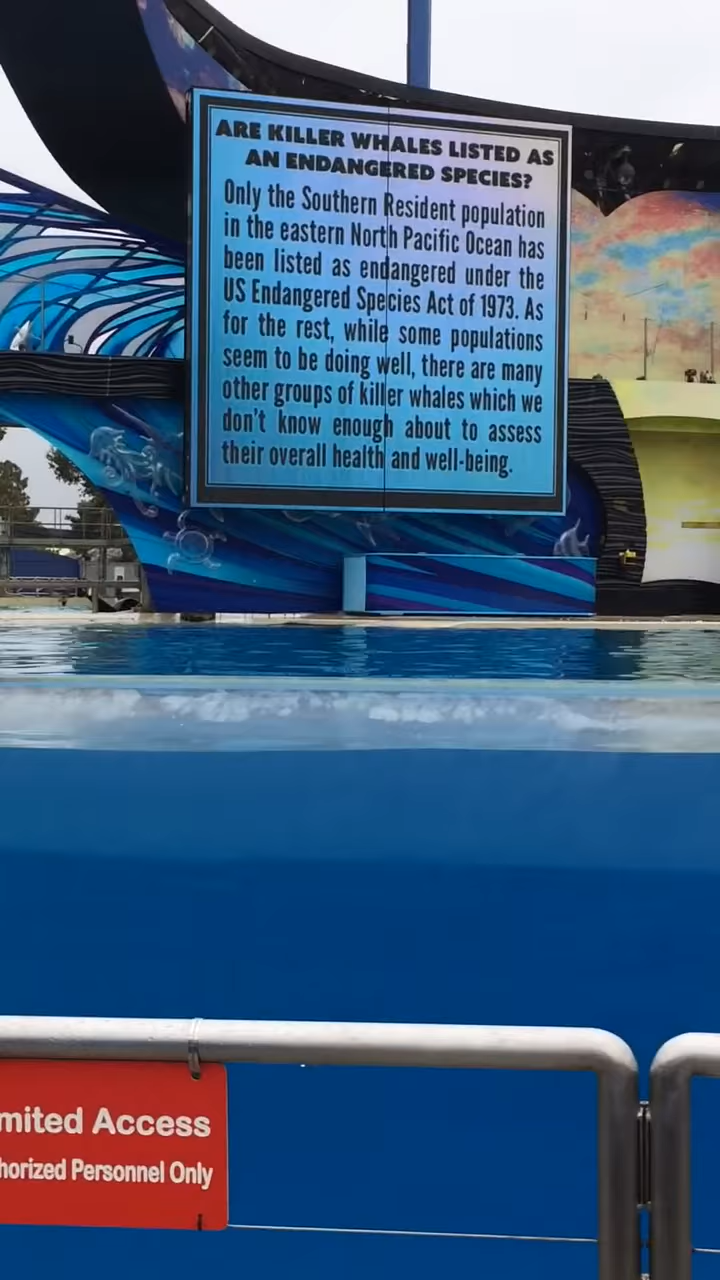 ARE KILLER WHALES LISTED AS
AN ENDANGERED SPECIES?
Only the Southern Resident population
in the eastern North Pacific Ocean has
been listed as endangered under the
US Endangered Species Act of 1973. As
for the rest, while some populations
seem to be doing well, there are many
other groups of killer whales which we
don't know enough about to assess
their overall health and well-being.
mited Access
horized Personnel Only